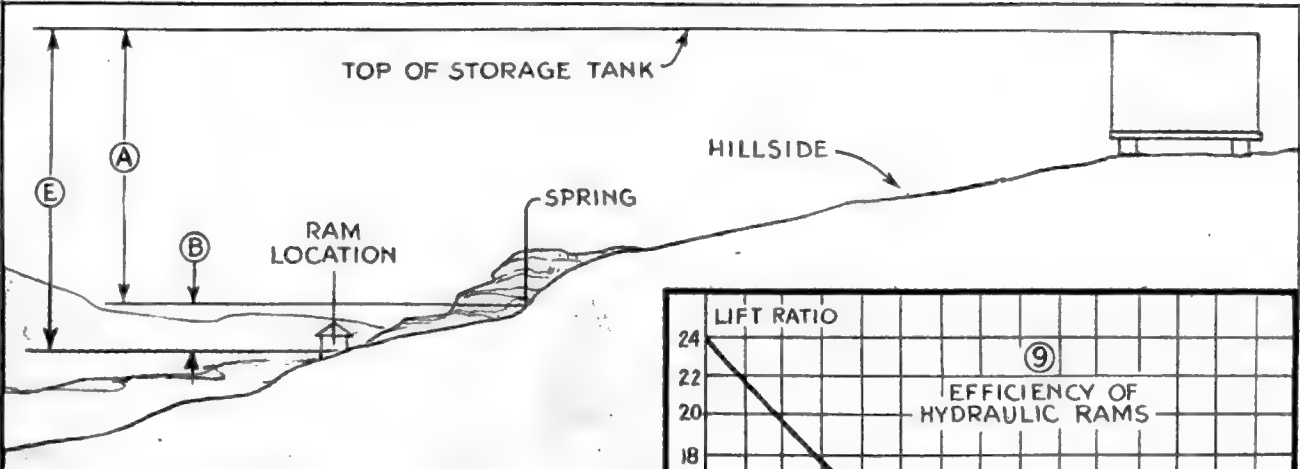 TOP OF STORAGE TANK
HILLSIDE
A
E
SPRING
B
RAM
LOCATION
LIFT RATIO
24
9
22
EFFICIENCY OF
HYDRAULIC RAMS
20
18